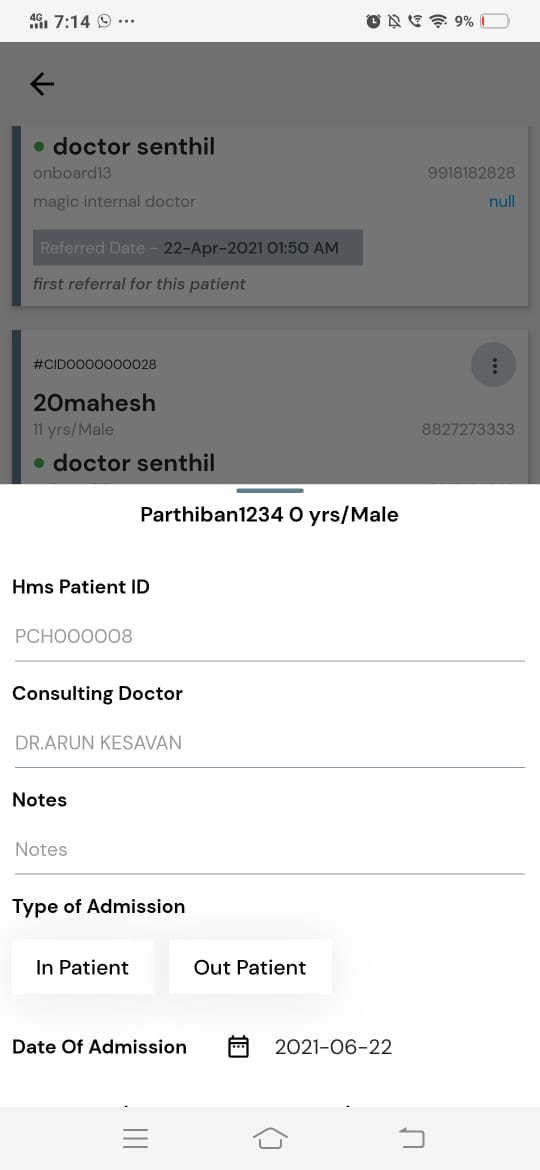 4G 7:14 ... 9%
doctor senthil
onboard13 9918182828
magic internal doctor null
Referred Date - 22-Apr-2021 01:50 AM
first referral for this patient
#CID0000000028
20mahesh
11 yrs/Male 8827273333
doctor senthil
Parthiban1234 0 yrs/Male
Hms Patient ID
PCH000008
Consulting Doctor
DR.ARUN KESAVAN
Notes
Notes
Type of Admission
In Patient Out Patient
Date Of Admission 2021-06-22